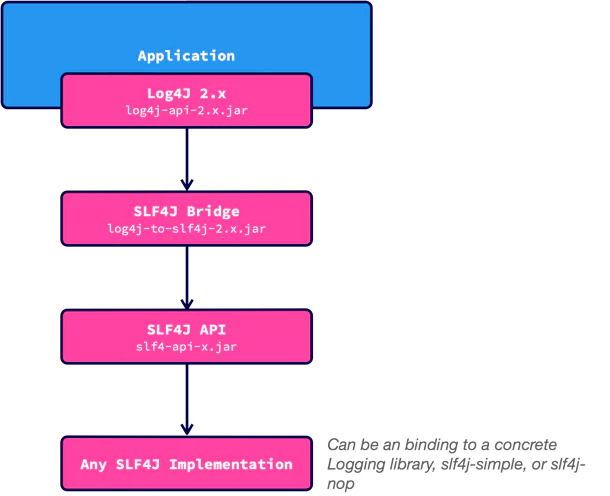 Application
Log4J 2.x
log4j-api-2.x.jar
SLF4J Bridge
log4j-to-slf4j-2.x.jar
SLF4J API
slf4-api-x.jar
Any SLF4J Implementation
Can be an binding to a concrete
Logging library, slf4j-simple, or slf4j-
nop